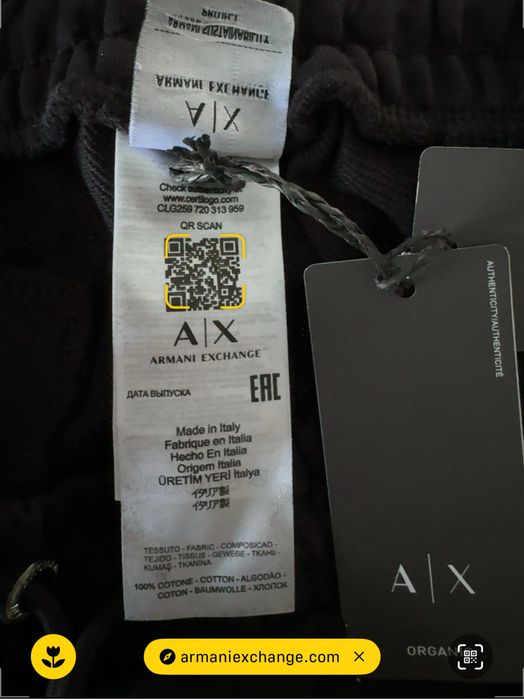 ARMANI EXCHANGE
A|X
Check authenticity
www.certilogo.com
CLG259 720 313 959
QR SCAN
A|X
ARMANI EXCHANGE
ДАТА ВЫПУСКА
EAC
Made in Italy
Fabrique en Italia
Hecho En Italia
Origem Italia
ÜRETİM YERİ İtalya
イタリア製
イタリア製
TESSUTO - FABRIC - COMPOSICAO -
TEJIDO - TISSUS - GEWEBE - TKAHb -
KUMAŞ - TKANINA
100% COTONE - COTTON - ALGODÃO -
COTON - BAUMWOLLE - ХЛОПОК
AUTHENTICITY/AUTHENTICITÉ
A|X
armaniexchange.com